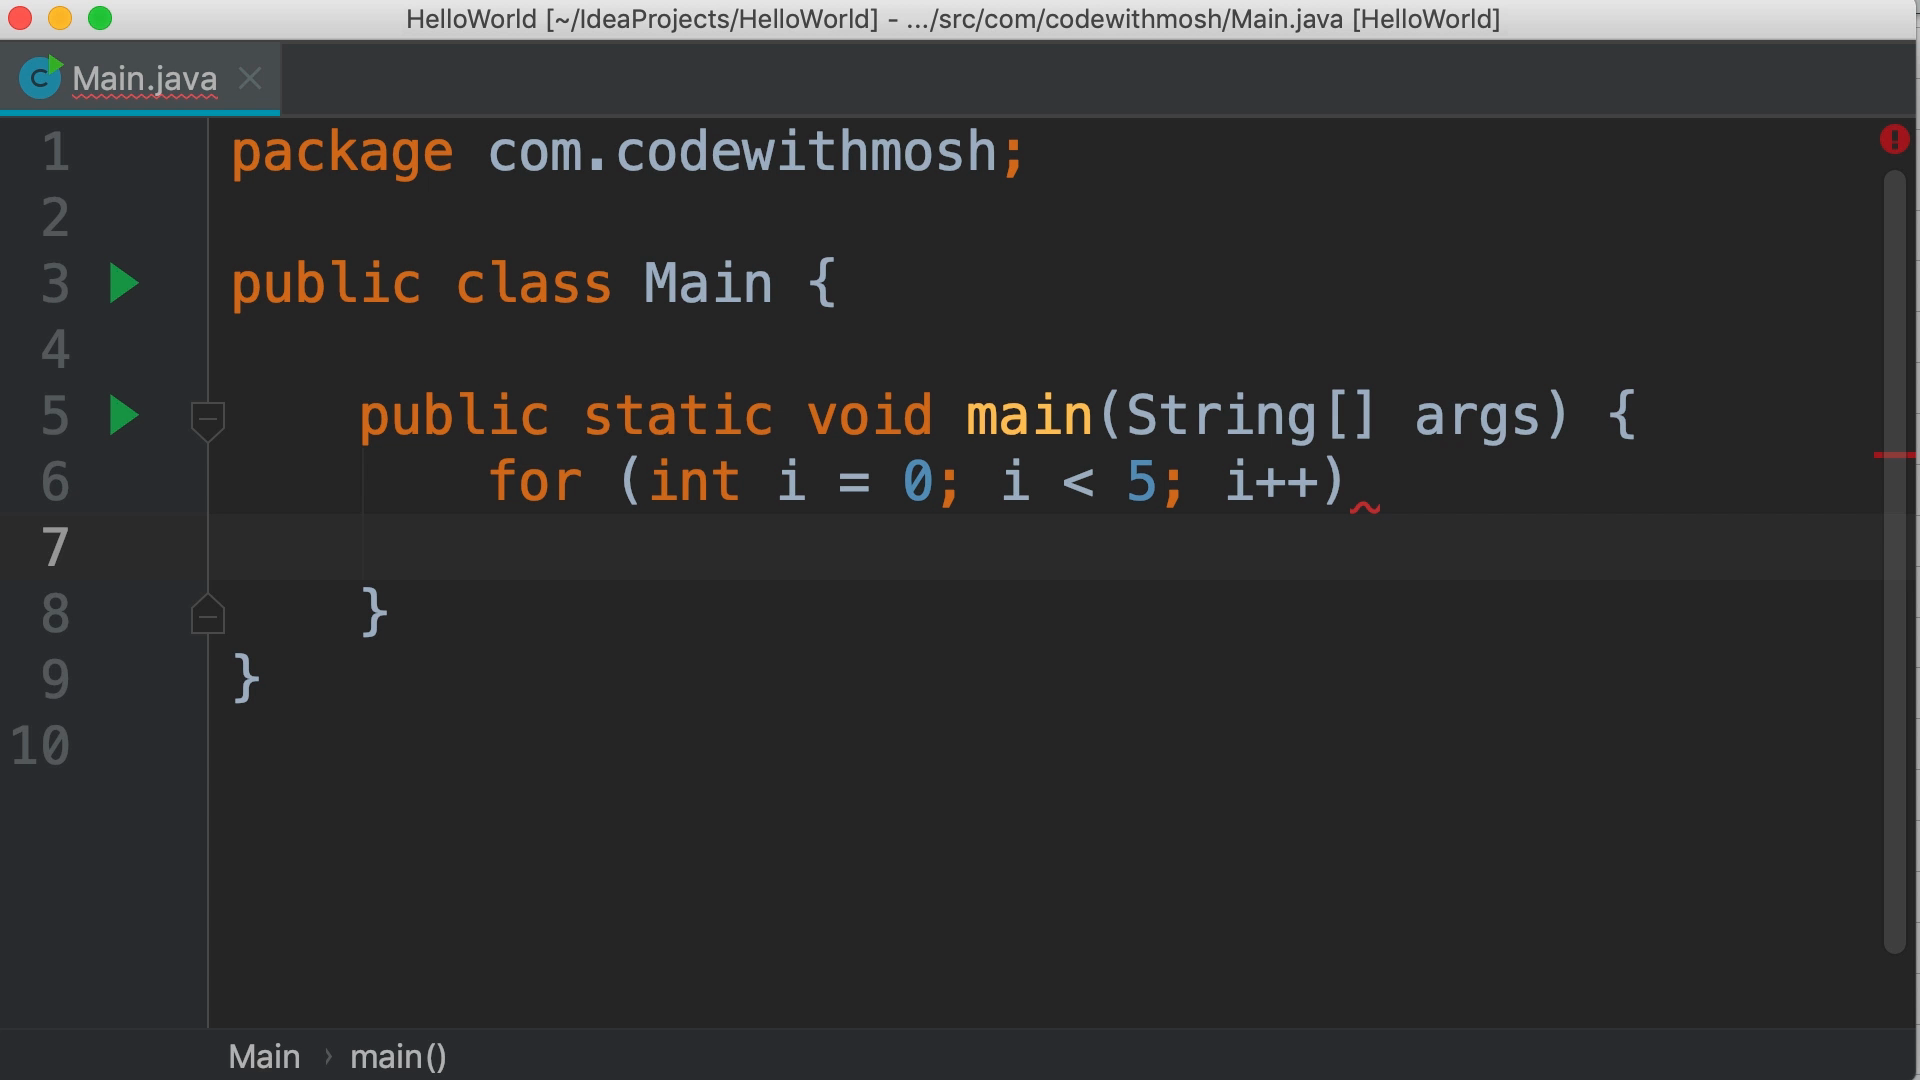 HelloWorld [~/IdeaProjects/HelloWorld] - .../src/com/codewithmosh/Main.java [HelloWorld]
C Main.java
1 package com.codewithmosh;
2
3 public class Main {
4
5 public static void main(String[] args) {
6 for (int i = 0; i < 5; i++)
7
8 }
9 }
10
Main › main()